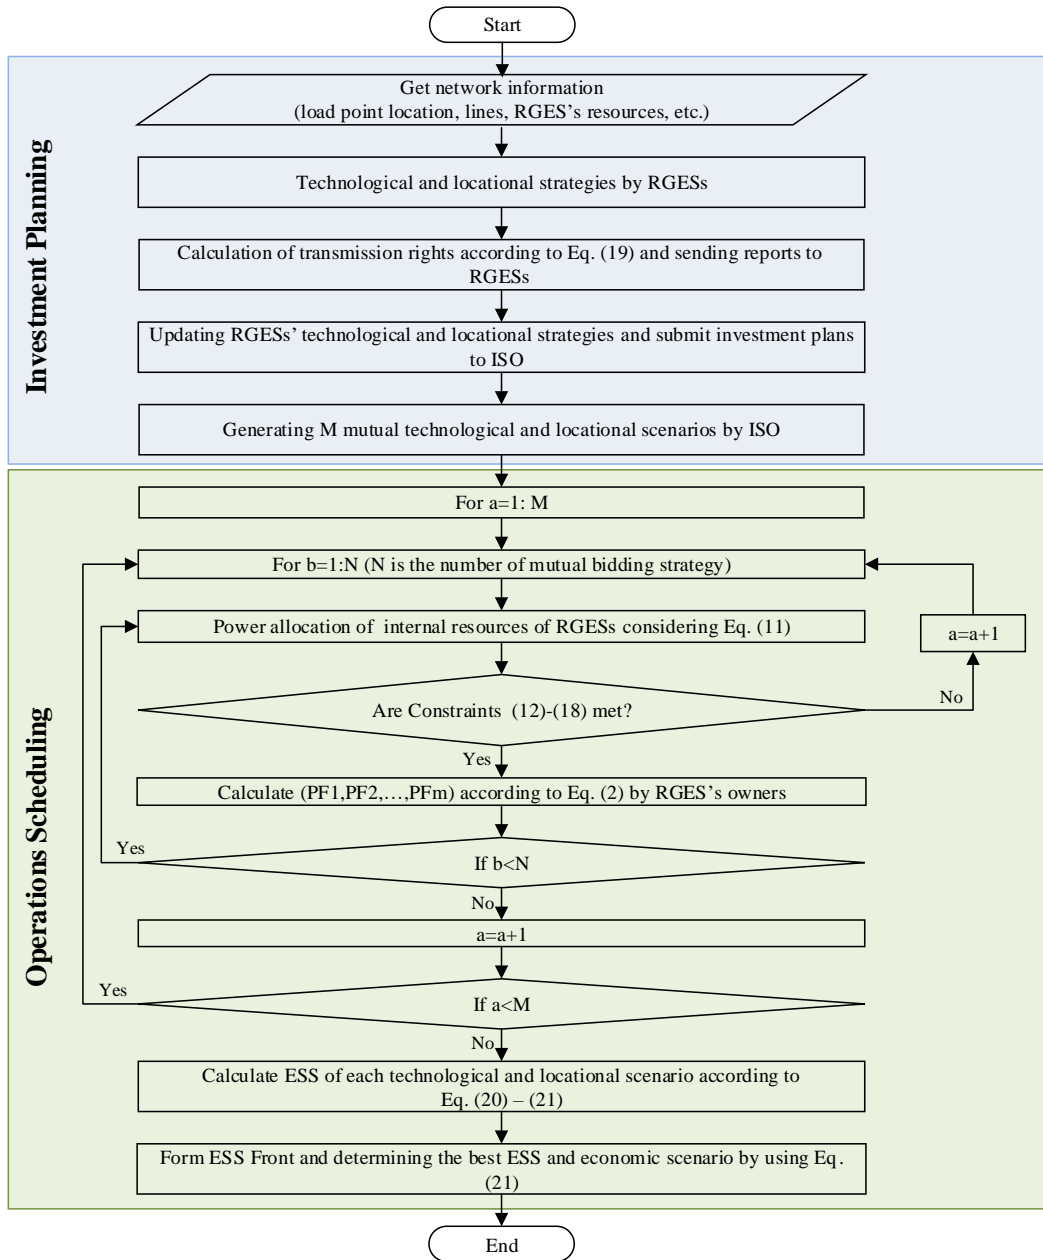 Start
Investment Planning
Get network information
(load point location, lines, RGES's resources, etc.)
Technological and locational strategies by RGESs
Calculation of transmission rights according to Eq. (19) and sending reports to
RGESs
Updating RGESs' technological and locational strategies and submit investment plans
to ISO
Generating M mutual technological and locational scenarios by ISO
Operations Scheduling
For a=1: M
For b=1:N (N is the number of mutual bidding strategy)
Power allocation of internal resources of RGESs considering Eq. (11)
a=a+1
Are Constraints (12)-(18) met?
No
Yes
Calculate (PF1,PF2,…,PFm) according to Eq. (2) by RGES's owners
If b<N
Yes
No
a=a+1
If a<M
Yes
No
Calculate ESS of each technological and locational scenario according to
Eq. (20) – (21)
Form ESS Front and determining the best ESS and economic scenario by using Eq.
(21)
End